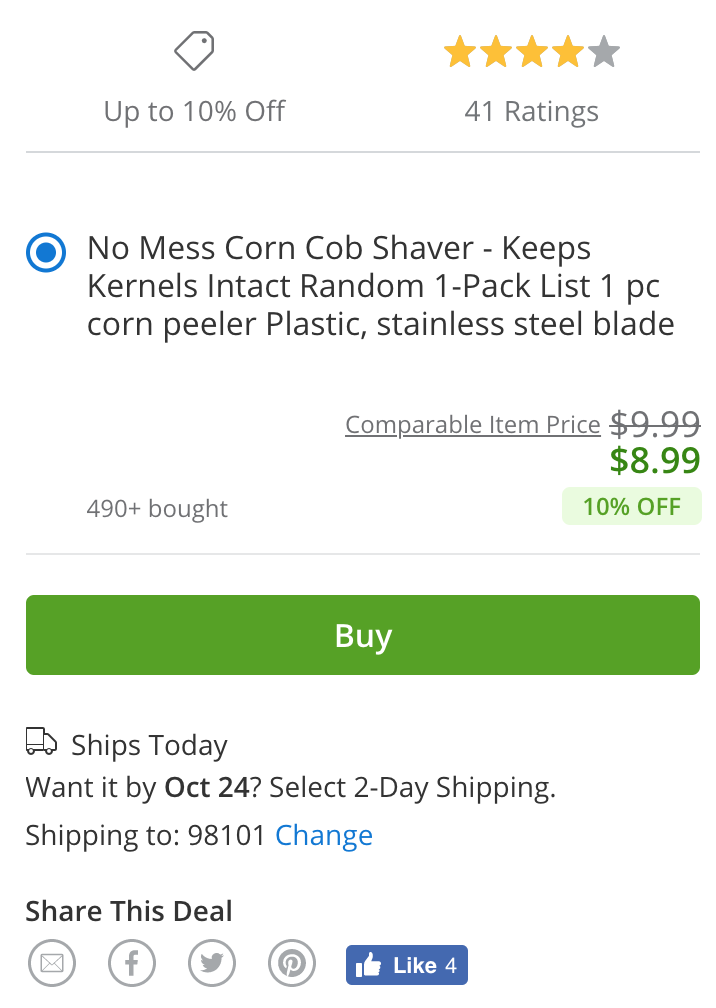 Up to 10% Off
41 Ratings
No Mess Corn Cob Shaver - Keeps
Kernels Intact Random 1-Pack List 1 pc
corn peeler Plastic, stainless steel blade
Comparable Item Price $9.99
$8.99
490+ bought
10% OFF
Buy
Ships Today
Want it by Oct 24? Select 2-Day Shipping.
Shipping to: 98101 Change
Share This Deal
Like 4